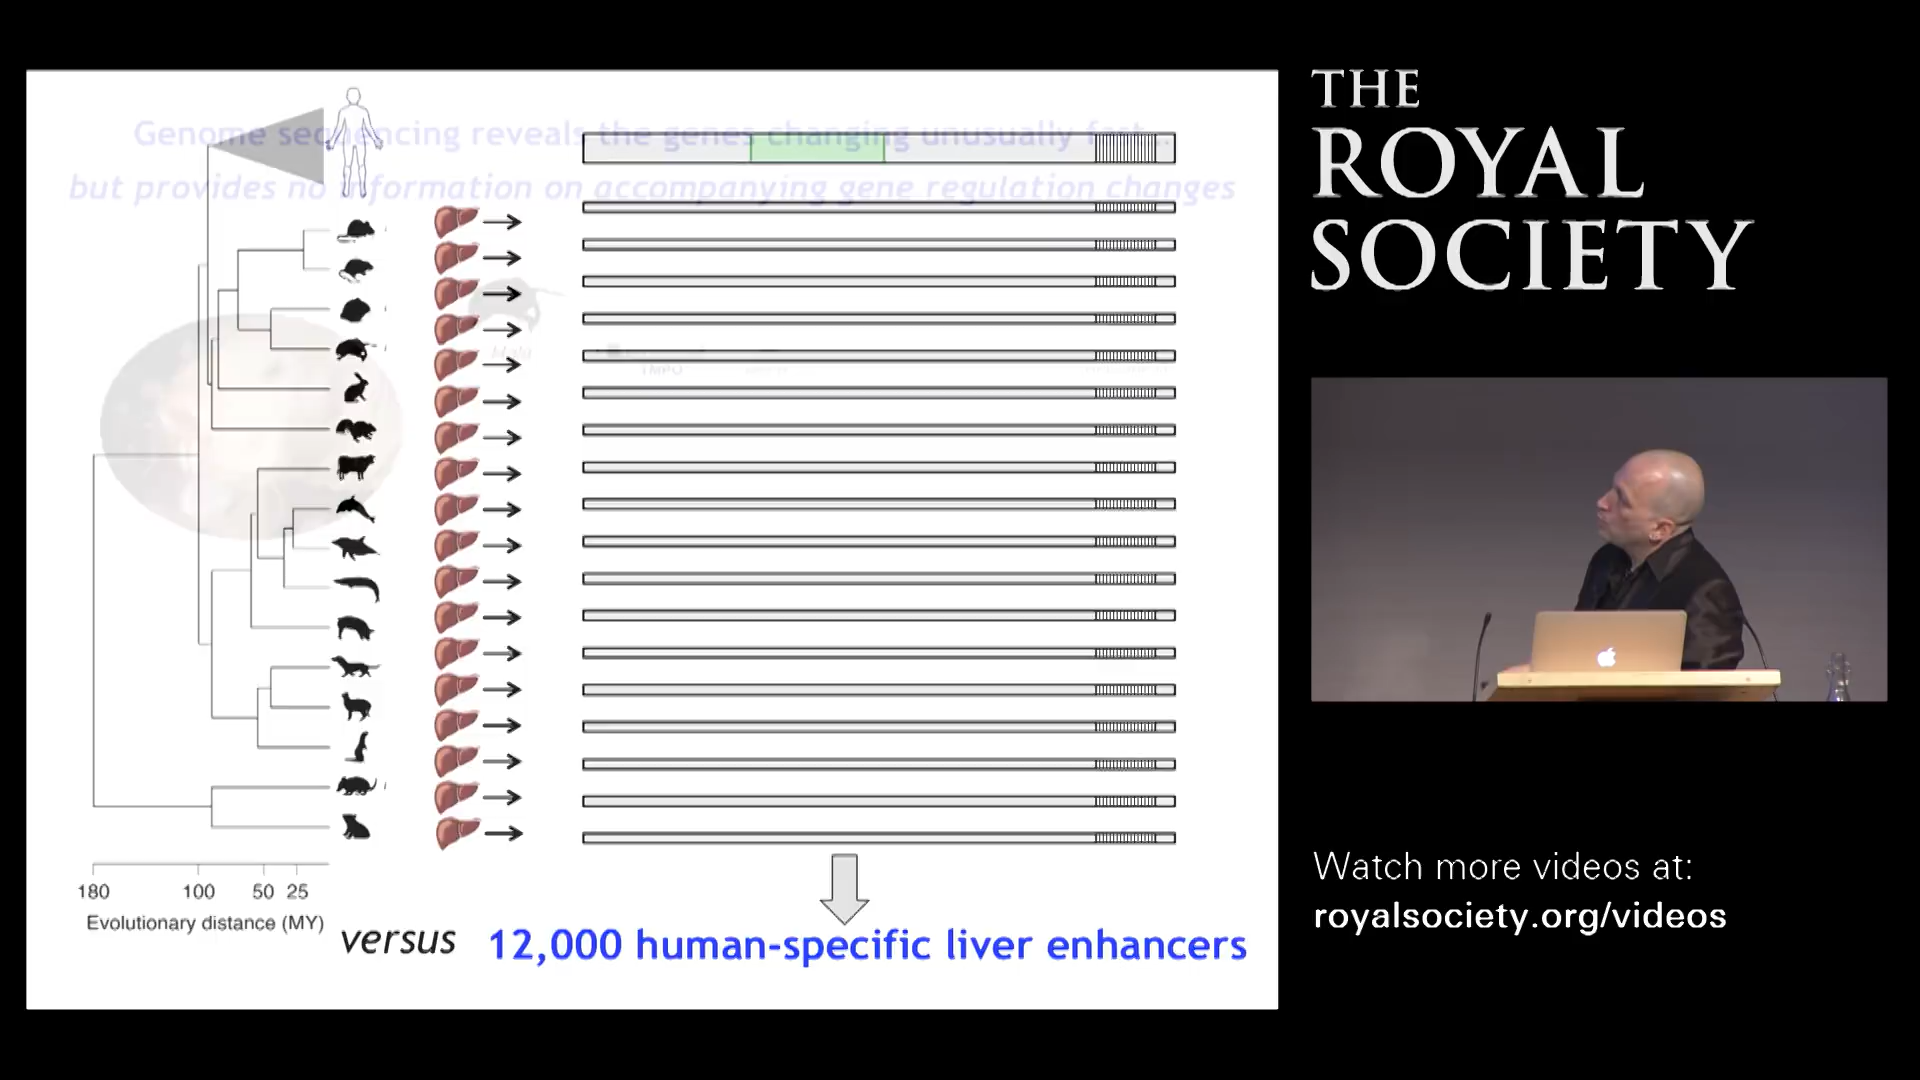 Genome sequencing reveals the genes changing unusually fast...
but provides no information on accompanying gene regulation changes
180 100 50 25
Evolutionary distance (MY)
versus 12,000 human-specific liver enhancers
THE
ROYAL
SOCIETY
Watch more videos at:
royalsociety.org/videos